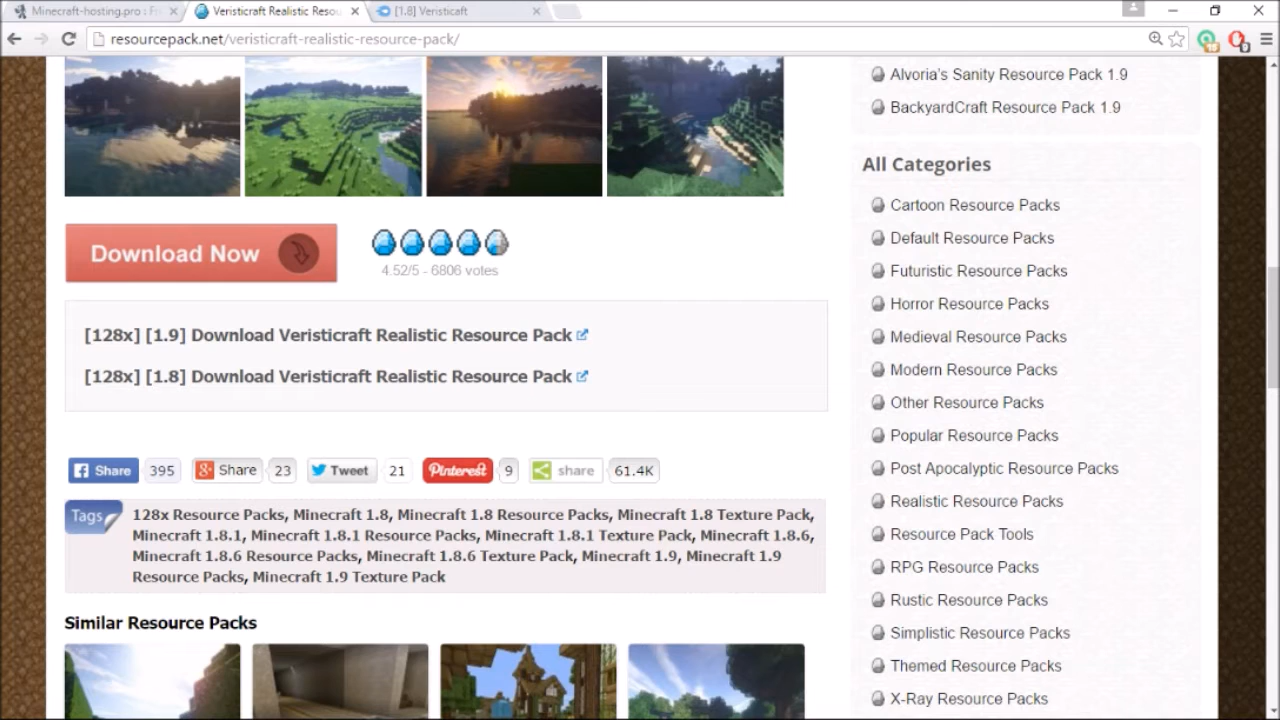 Minecraft-hosting.pro :
Veristicraft Realistic Resou
[1.8] Veristicaft
resourcepack.net/veristicraft-realistic-resource-pack/
Alvoria's Sanity Resource Pack 1.9
BackyardCraft Resource Pack 1.9
Download Now
4.52/5 - 6806 votes
[128x] [1.9] Download Veristicraft Realistic Resource Pack
[128x] [1.8] Download Veristicraft Realistic Resource Pack
Share 395
Share 23
Tweet 21
Pinterest 9
share 61.4K
Tags
128x Resource Packs, Minecraft 1.8, Minecraft 1.8 Resource Packs, Minecraft 1.8 Texture Pack,
Minecraft 1.8.1, Minecraft 1.8.1 Resource Packs, Minecraft 1.8.1 Texture Pack, Minecraft 1.8.6,
Minecraft 1.8.6 Resource Packs, Minecraft 1.8.6 Texture Pack, Minecraft 1.9, Minecraft 1.9
Resource Packs, Minecraft 1.9 Texture Pack
Similar Resource Packs
All Categories
Cartoon Resource Packs
Default Resource Packs
Futuristic Resource Packs
Horror Resource Packs
Medieval Resource Packs
Modern Resource Packs
Other Resource Packs
Popular Resource Packs
Post Apocalyptic Resource Packs
Realistic Resource Packs
Resource Pack Tools
RPG Resource Packs
Rustic Resource Packs
Simplistic Resource Packs
Themed Resource Packs
X-Ray Resource Packs